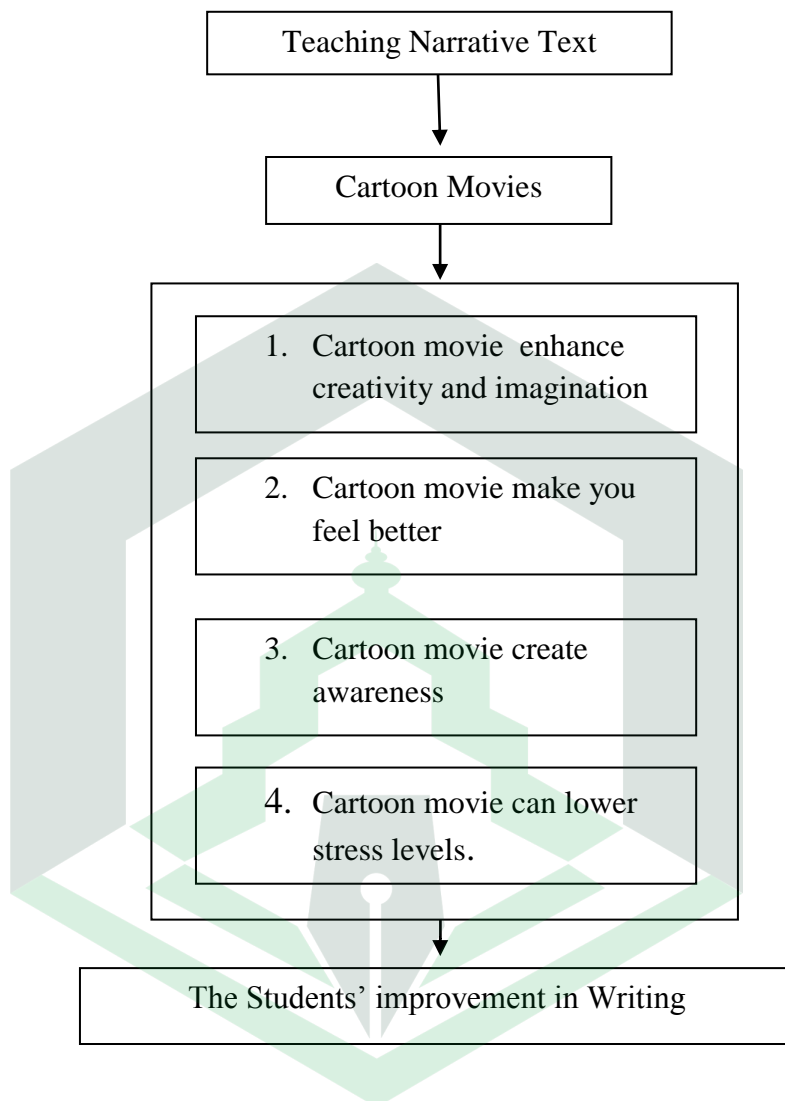 Teaching Narrative Text
Cartoon Movies
1. Cartoon movie enhance
creativity and imagination
2. Cartoon movie make you
feel better
3. Cartoon movie create
awareness
4. Cartoon movie can lower
stress levels.
The Students’ improvement in Writing